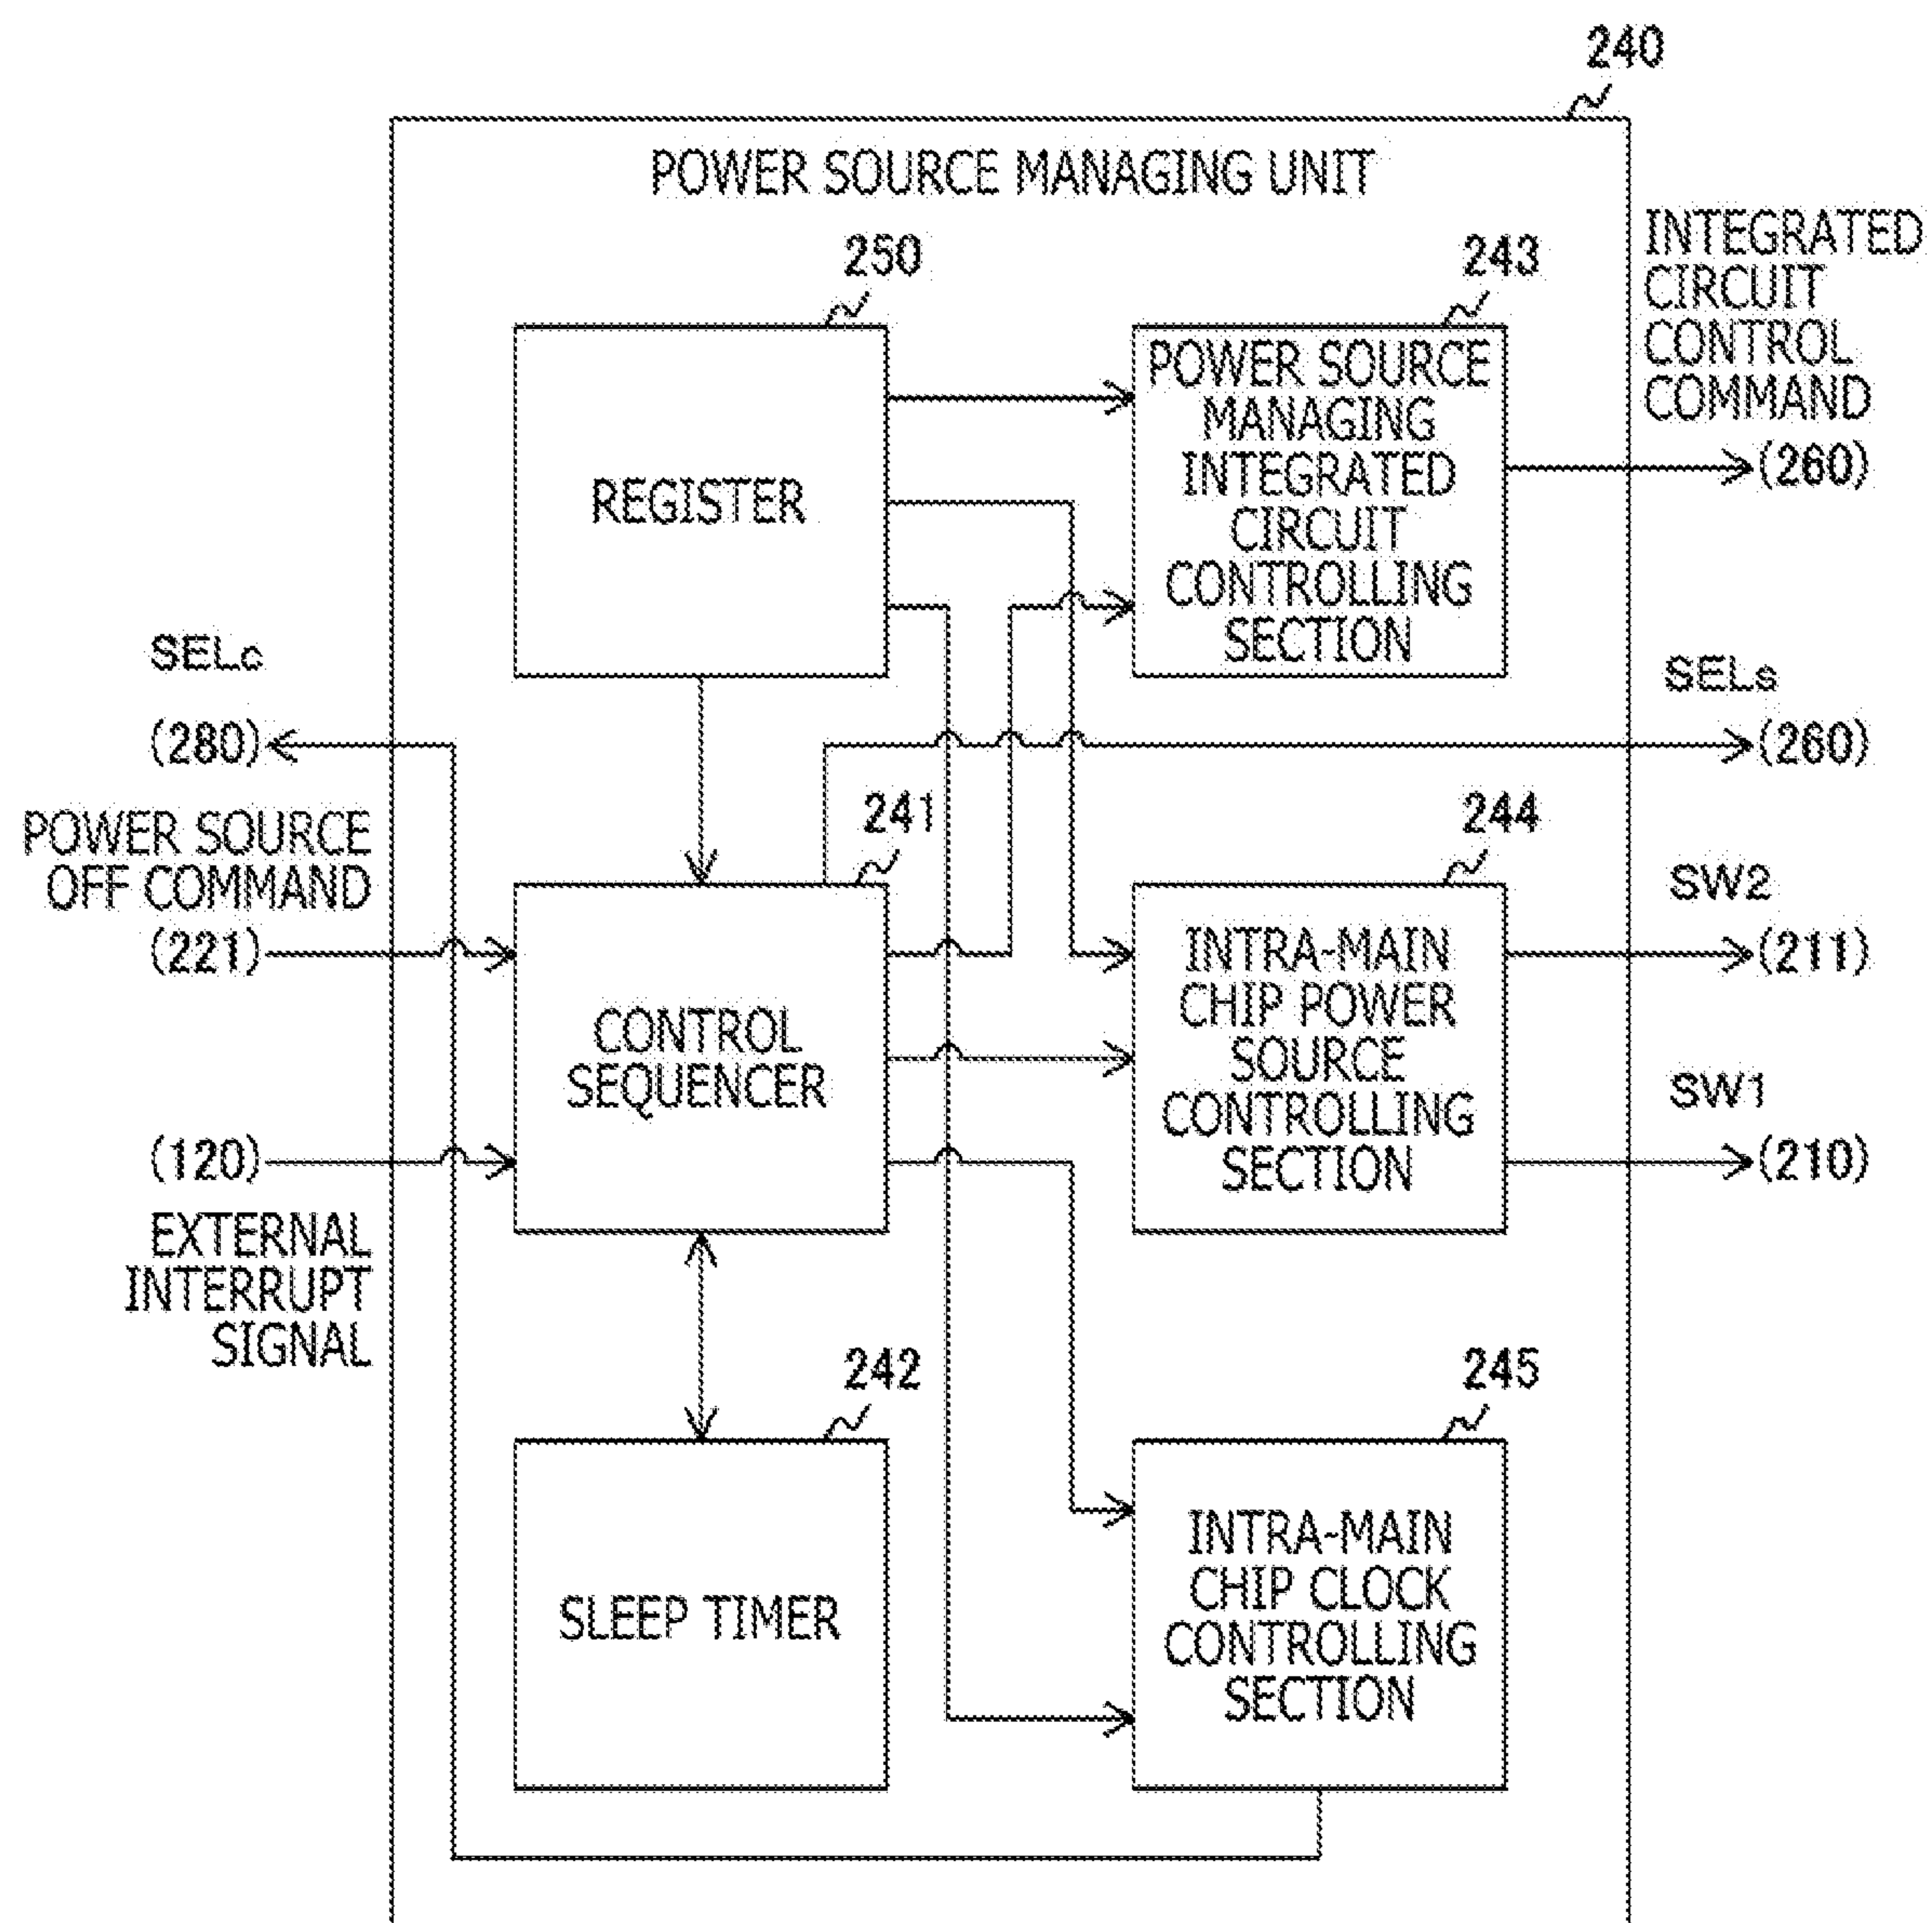 240
POWER SOURCE MANAGING UNIT
250
REGISTER
243
POWER SOURCE
MANAGING
INTEGRATED
CIRCUIT
CONTROLLING
SECTION
INTEGRATED
CIRCUIT
CONTROL
COMMAND
(260)
SELc
(280)
SELs
(260)
POWER SOURCE
OFF COMMAND
(221)
241
CONTROL
SEQUENCER
244
INTRA-MAIN
CHIP POWER
SOURCE
CONTROLLING
SECTION
SW2
(211)
SW1
(210)
(120)
EXTERNAL
INTERRUPT
SIGNAL
242
SLEEP TIMER
245
INTRA-MAIN
CHIP CLOCK
CONTROLLING
SECTION